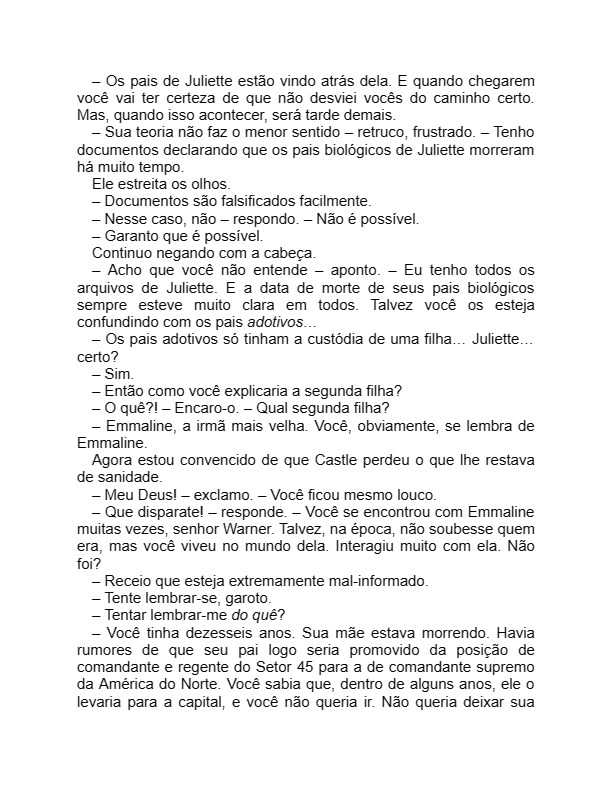 – Os pais de Juliette estão vindo atrás dela. E quando chegarem
você vai ter certeza de que não desviei vocês do caminho certo.
Mas, quando isso acontecer, será tarde demais.
– Sua teoria não faz o menor sentido – retruco, frustrado. – Tenho
documentos declarando que os pais biológicos de Juliette morreram
há muito tempo.
Ele estreita os olhos.
– Documentos são falsificados facilmente.
– Nesse caso, não – respondo. – Não é possível.
– Garanto que é possível.
Continuo negando com a cabeça.
– Acho que você não entende – aponto. – Eu tenho todos os
arquivos de Juliette. E a data de morte de seus pais biológicos
sempre esteve muito clara em todos. Talvez você os esteja
confundindo com os pais adotivos…
– Os pais adotivos só tinham a custódia de uma filha… Juliette…
certo?
– Sim.
– Então como você explicaria a segunda filha?
– O quê?! – Encaro-o. – Qual segunda filha?
– Emmaline, a irmã mais velha. Você, obviamente, se lembra de
Emmaline.
Agora estou convencido de que Castle perdeu o que lhe restava
de sanidade.
– Meu Deus! – exclamo. – Você ficou mesmo louco.
– Que disparate! – responde. – Você se encontrou com Emmaline
muitas vezes, senhor Warner. Talvez, na época, não soubesse quem
era, mas você viveu no mundo dela. Interagiu muito com ela. Não
foi?
– Receio que esteja extremamente mal-informado.
– Tente lembrar-se, garoto.
– Tentar lembrar-me do quê?
– Você tinha dezesseis anos. Sua mãe estava morrendo. Havia
rumores de que seu pai logo seria promovido da posição de
comandante e regente do Setor 45 para a de comandante supremo
da América do Norte. Você sabia que, dentro de alguns anos, ele o
levaria para a capital, e você não queria ir. Não queria deixar sua